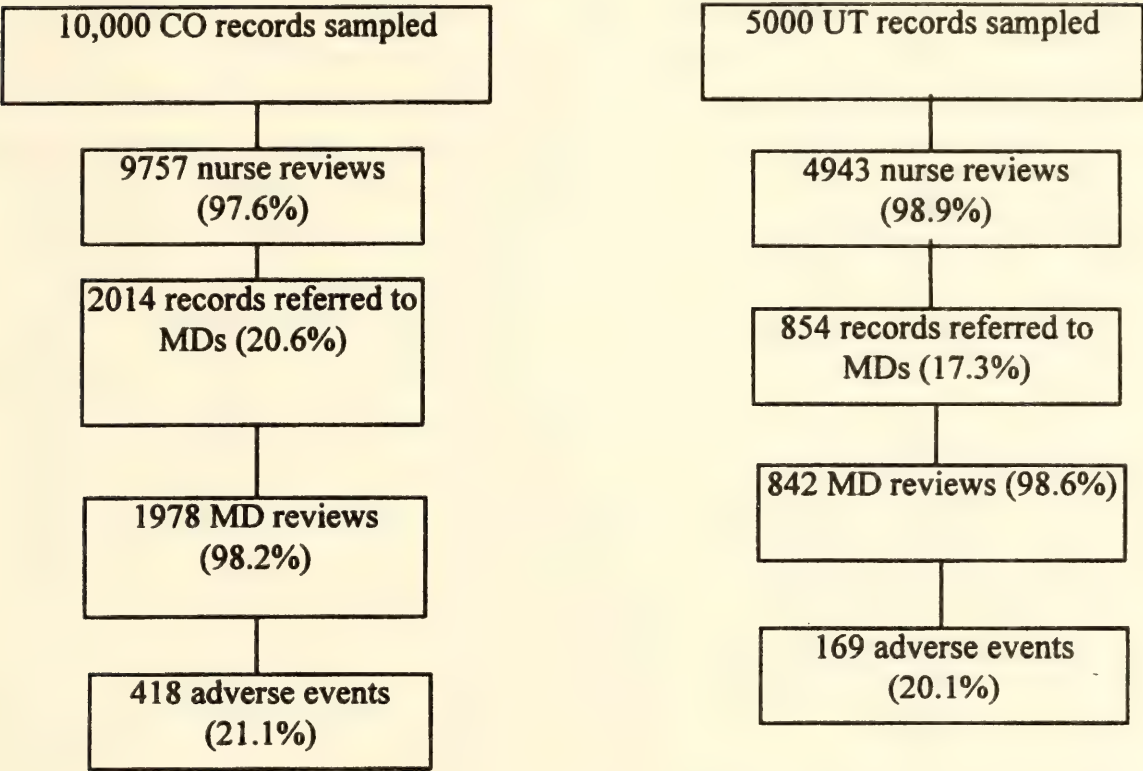 10,000 CO records sampled
9757 nurse reviews
(97.6%)
2014 records referred to
MDs (20.6%)
1978 MD reviews
(98.2%)
418 adverse events
(21.1%)
5000 UT records sampled
4943 nurse reviews
(98.9%)
854 records referred to
MDs (17.3%)
842 MD reviews (98.6%)
169 adverse events
(20.1%)